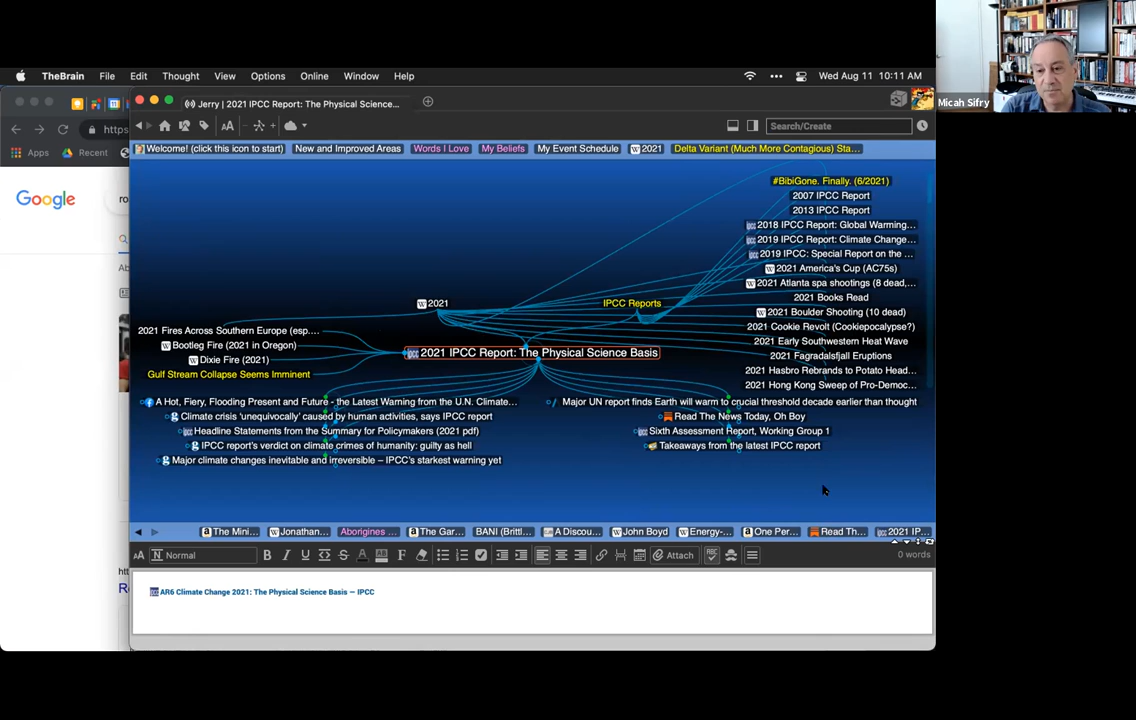 TheBrain File Edit Thought View Options Online Window Help
Wed Aug 11 10:11 AM
Micah Sifry
Jerry | 2021 IPCC Report: The Physical Science...
https
Search/Create
Apps
Recent
Welcome! (click this icon to start)
New and Improved Areas
Words I Love
My Beliefs
My Event Schedule
2021
Delta Variant (Much More Contagious) Sta...
Google
ro
#BibiGone. Finally. (6/2021)
2007 IPCC Report
2013 IPCC Report
2018 IPCC Report: Global Warming...
2019 IPCC Report: Climate Change...
2019 IPCC: Special Report on the ...
2021 America's Cup (AC75s)
2021 Atlanta spa shootings (8 dead,...
2021 Books Read
2021 Boulder Shooting (10 dead)
2021 Cookie Revolt (Cookiepocalypse?)
2021 Early Southwestern Heat Wave
2021 Fagradalsfjall Eruptions
2021 Hasbro Rebrands to Potato Head...
2021 Hong Kong Sweep of Pro-Democ...
2021
IPCC Reports
2021 Fires Across Southern Europe (esp....
Bootleg Fire (2021 in Oregon)
Dixie Fire (2021)
Gulf Stream Collapse Seems Imminent
2021 IPCC Report: The Physical Science Basis
A Hot, Fiery, Flooding Present and Future - the Latest Warning from the U.N. Climate...
Climate crisis 'unequivocally' caused by human activities, says IPCC report
Headline Statements from the Summary for Policymakers (2021 pdf)
IPCC report's verdict on climate crimes of humanity: guilty as hell
Major climate changes inevitable and irreversible – IPCC's starkest warning yet
Major UN report finds Earth will warm to crucial threshold decade earlier than thought
Read The News Today, Oh Boy
Sixth Assessment Report, Working Group 1
Takeaways from the latest IPCC report
The Mini...
Jonathan...
Aborigines
The Gar...
BANI (Brittl...
A Discou...
John Boyd
Energy-...
One Per...
Read Th...
2021 IP...
Normal
Attach
0 words
AR6 Climate Change 2021: The Physical Science Basis — IPCC